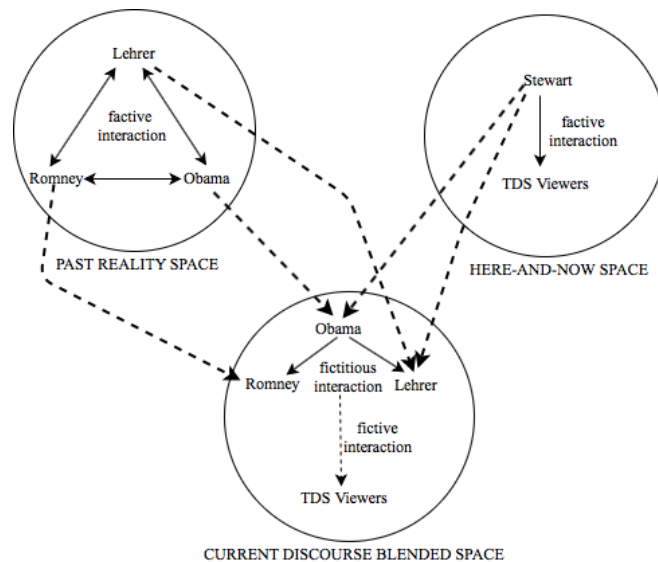 Lehrer
factive
interaction
Romney
Obama
PAST REALITY SPACE
Stewart
factive
interaction
TDS Viewers
HERE-AND-NOW SPACE
Obama
Romney
fictitious
interaction
Lehrer
fictive
interaction
TDS Viewers
CURRENT DISCOURSE BLENDED SPACE